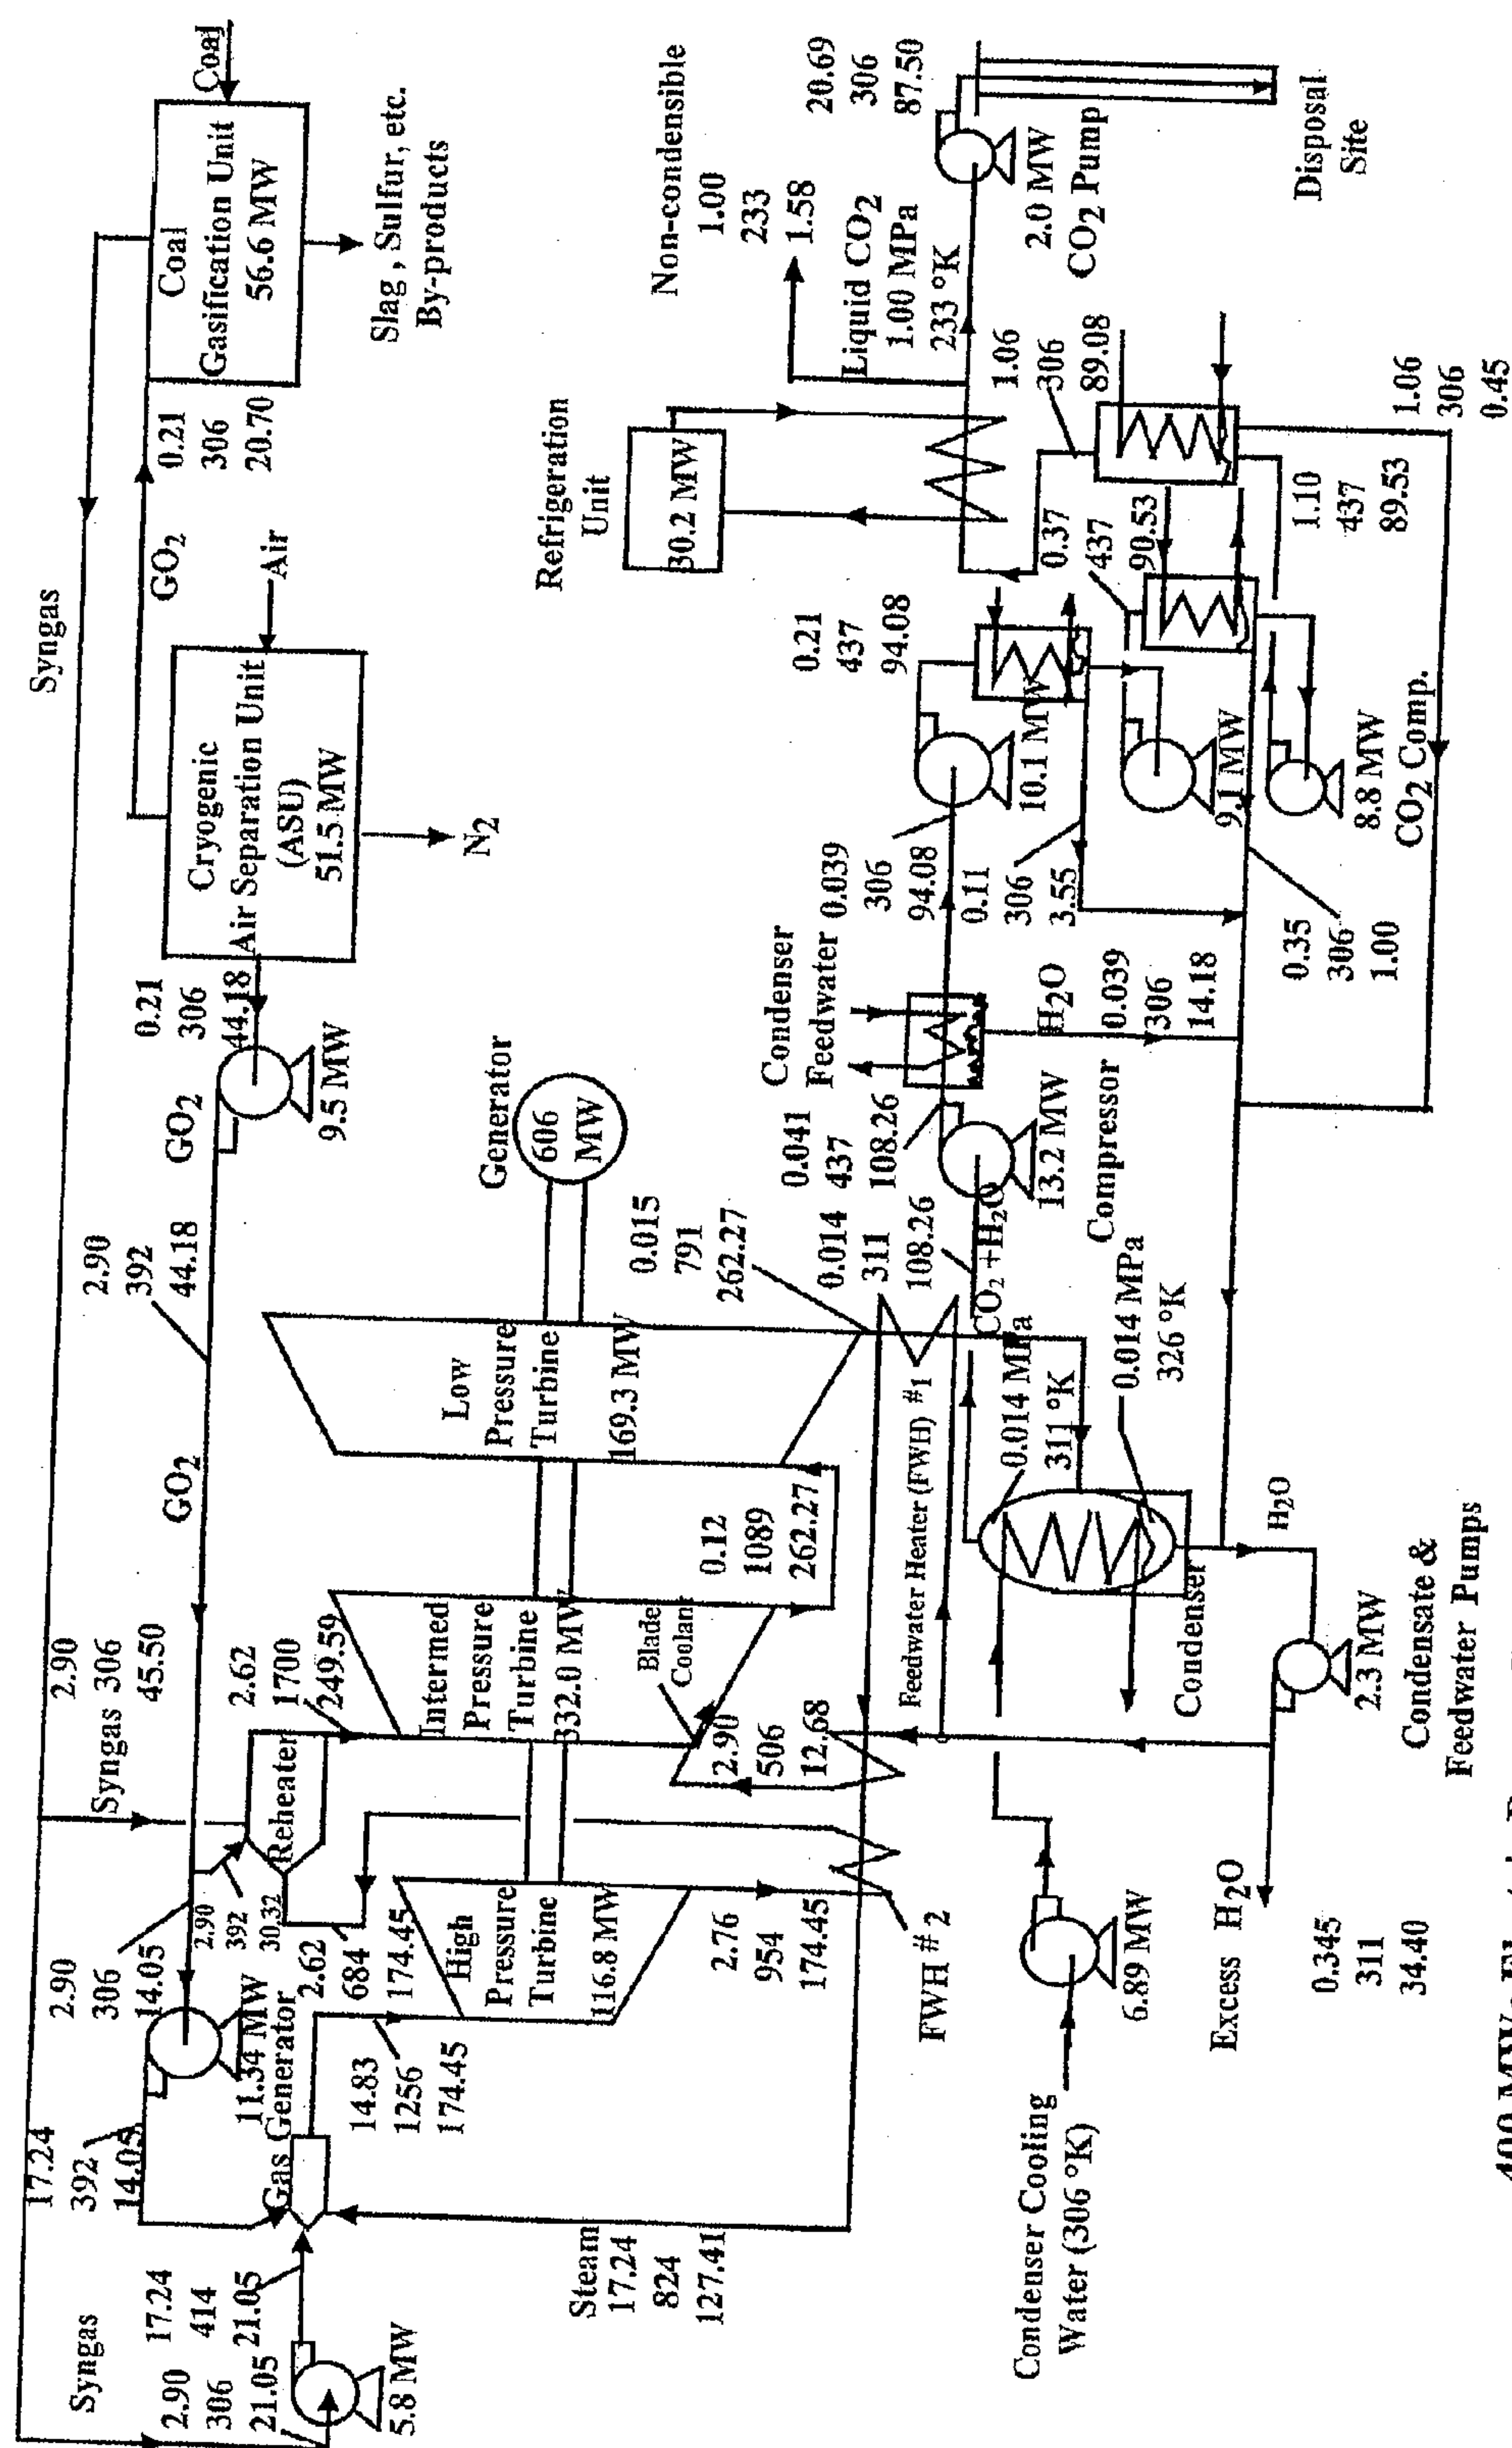 Coal
Coal
Gasification Unit
56.6 MW
Slag , Sulfur, etc.
By-products
0.21
306
20.70
GO2
Syngas
Air
Cryogenic
Air Separation Unit
(ASU)
51.5 MW
N2
0.21
306
44.18
GO2
9.5 MW
2.90
392
44.18
GO2
Generator
606
MW
Low
Pressure
Turbine
169.3 MW
0.015
791
262.27
0.12
1089
262.27
Intermed
Pressure
Turbine
332.0 MW
Blade
Coolant
2.90
506
12.68
Syngas
2.90
306
45.50
2.62
1700
249.59
Reheater
2.90
392
30.32
2.62
684
174.45
High
Pressure
Turbine
116.8 MW
2.76
954
174.45
FWH # 2
2.90
306
14.05
11.34 MW
Gas Generator
14.83
1256
174.45
17.24
392
14.05
Syngas
17.24
414
21.05
2.90
306
21.05
5.8 MW
Steam
17.24
824
127.41
Non-condensible
1.00
233
1.58
Refrigeration
Unit
30.2 MW
Liquid CO2
1.00 MPa
233 °K
20.69
306
87.50
2.0 MW
CO2 Pump
Disposal
Site
1.06
306
89.08
1.06
306
0.45
1.10
437
89.53
0.37
437
90.53
0.21
437
94.08
10.1 MW
9.1 MW
8.8 MW
CO2 Comp.
0.039
306
94.08
0.11
306
3.55
0.35
306
1.00
Condenser
Feedwater
H2O
0.039
306
14.18
0.041
437
108.26
13.2 MW
Compressor
0.014
311
108.26
CO2 +H2O
0.014 MPa
311 °K
0.014 MPa
326 °K
Feedwater Heater (FWH) #1
Condenser
H2O
2.3 MW
Condensate &
Feedwater Pumps
Condenser Cooling
Water (306 °K)
6.89 MW
Excess H2O
0.345
311
34.40
400 MW